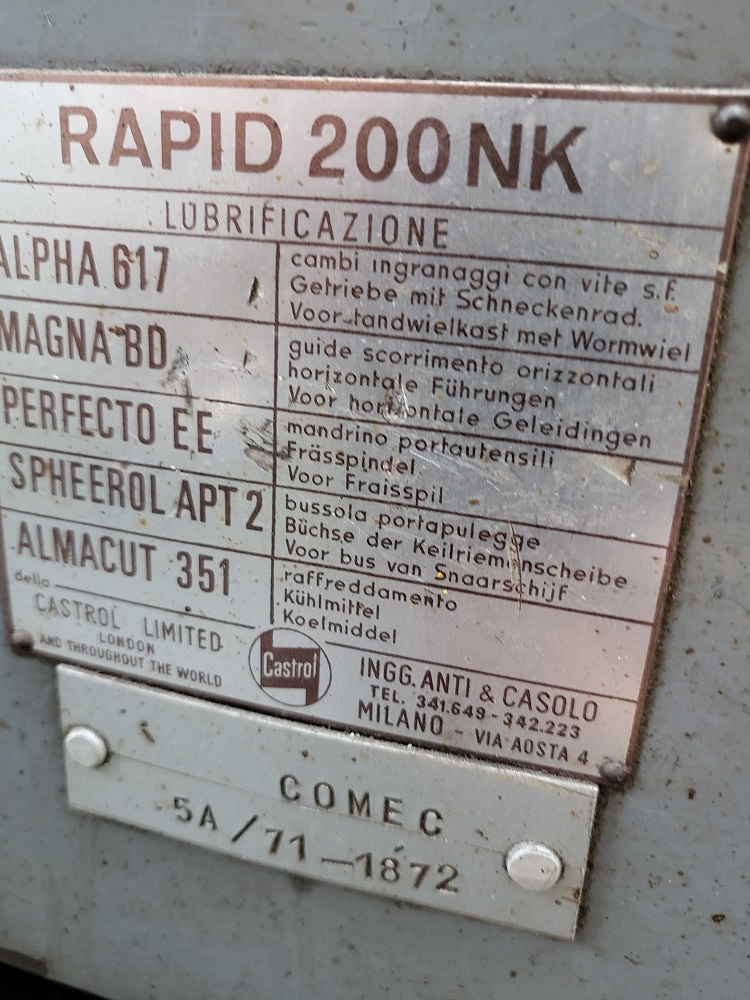 RAPID 200NK
LUBRIFICAZIONE
ALPHA 617
cambi ingranaggi con vite s.f.
Getriebe mit Schneckenrad.
Voor tandwielkast met Wormwiel
MAGNA BD
guide scorrimento orizzontali
horizontale Führungen
Voor horizontale Geleidingen
PERFECTO E.E
mandrino portautensili
Frässpindel
Voor Fraisspil
SPHEEROL APT 2
bussola portapulegge
Büchse der Keilriemenscheibe
Voor bus van Snaarschijf
ALMACUT 351
raffreddamento
Kühlmittel
Koelmiddel
della
CASTROL LIMITED
LONDON
AND THROUGHOUT THE WORLD
Castrol
INGG. ANTI & CASOLO
TEL. 341.649 - 342.223
MILANO - VIA AOSTA 4
COMEC
5A/11-1872